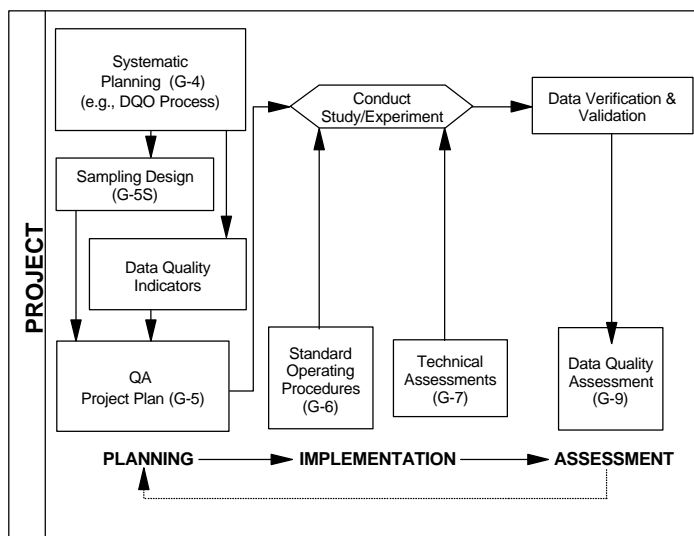 PROJECT
Systematic
Planning (G-4)
(e.g., DQO Process)
Sampling Design
(G-5S)
Data Quality
Indicators
QA
Project Plan (G-5)
Conduct
Study/Experiment
Standard
Operating
Procedures
(G-6)
Technical
Assessments
(G-7)
Data Verification &
Validation
Data Quality
Assessment
(G-9)
PLANNING
IMPLEMENTATION
ASSESSMENT